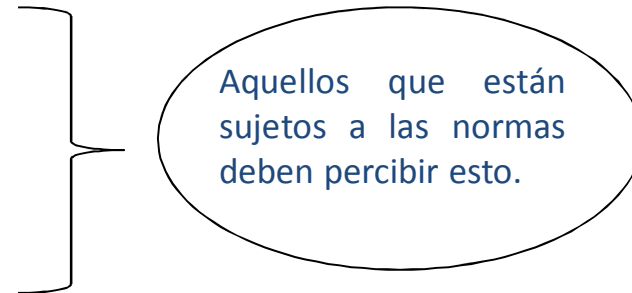 Aquellos que están
sujetos a las normas
deben percibir esto.